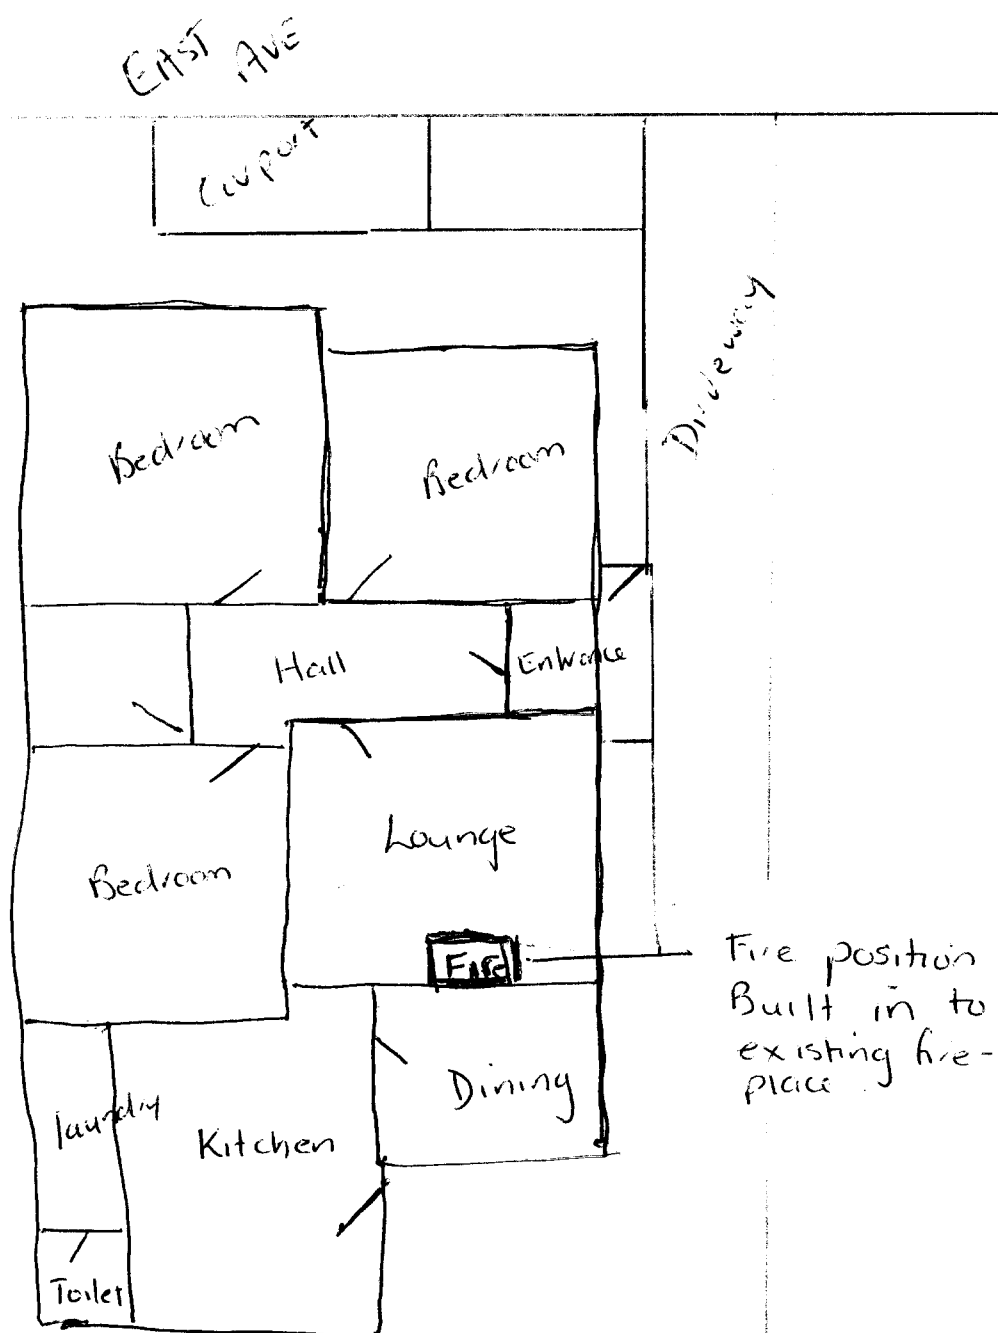 EAST AVE
Carport
Driveway
Bedroom
Bedroom
Hall
Entrance
Lounge
Bedroom
Fire
Fire position
Built in to
existing fire-
place.
Dining
laundry
Kitchen
Toilet